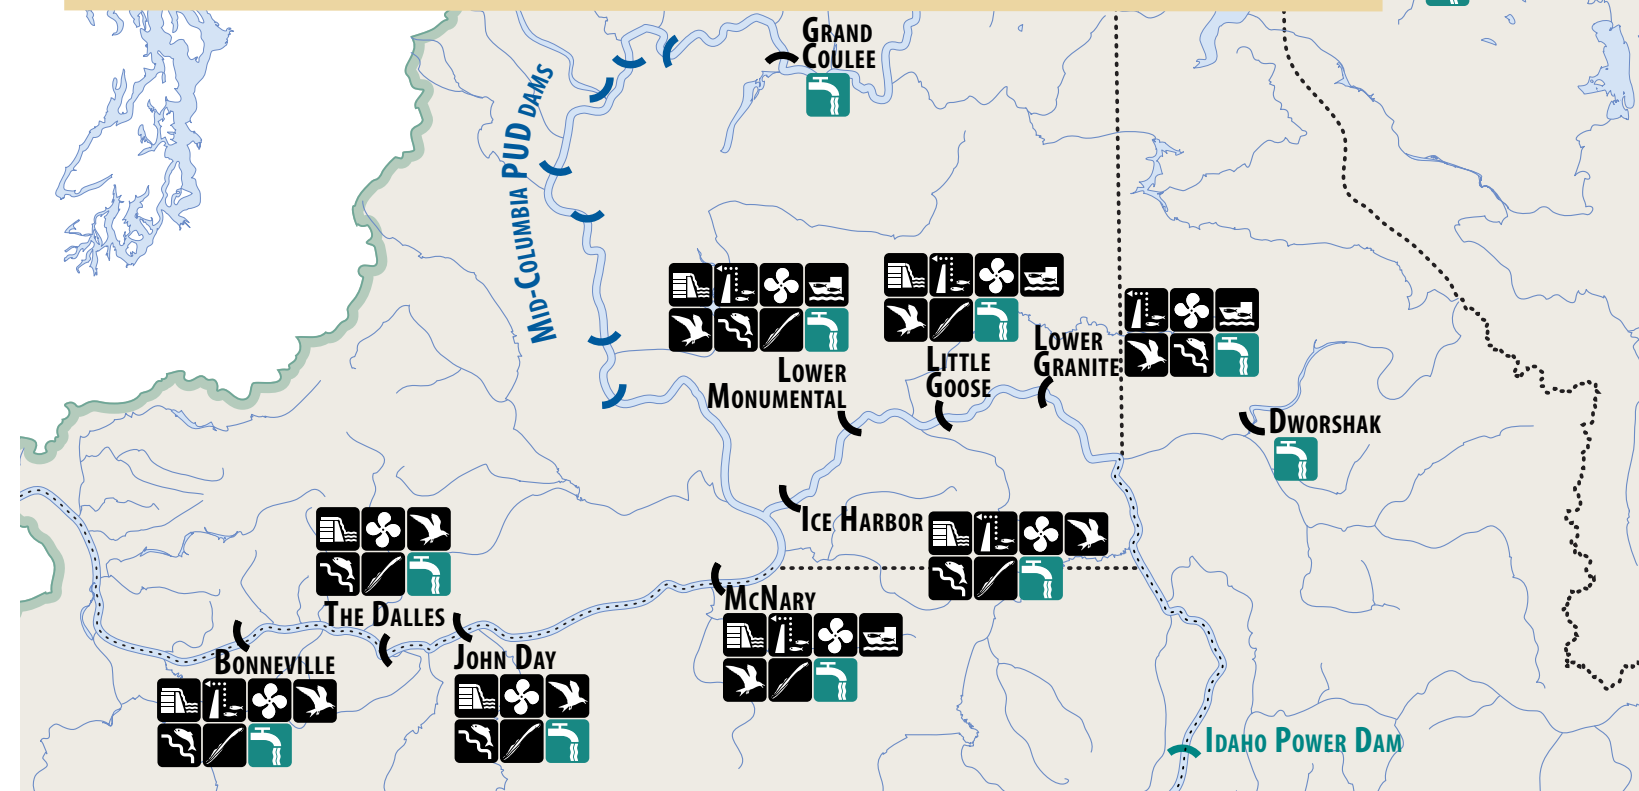 GRAND
COULEE
MID-COLUMBIA PUD DAMS
LOWER
MONUMENTAL
LITTLE
GOOSE
LOWER
GRANITE
DWORSHAK
ICE HARBOR
MCNARY
THE DALLES
JOHN DAY
BONNEVILLE
IDAHO POWER DAM